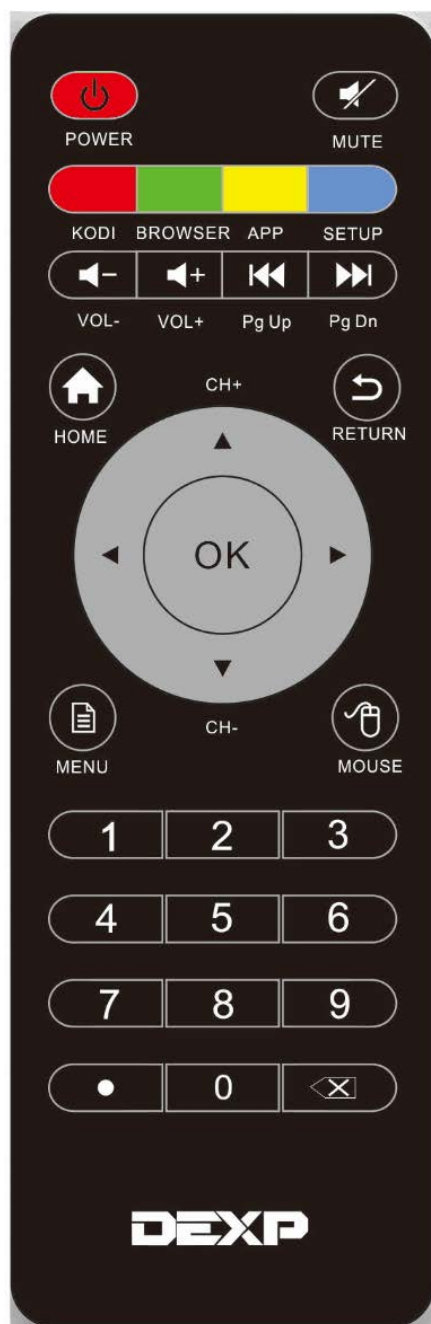 POWER MUTE
KODI BROWSER APP SETUP
VOL- VOL+ Pg Up Pg Dn
CH+
HOME RETURN
OK
CH-
MENU MOUSE
1 2 3
4 5 6
7 8 9
0
DEXP